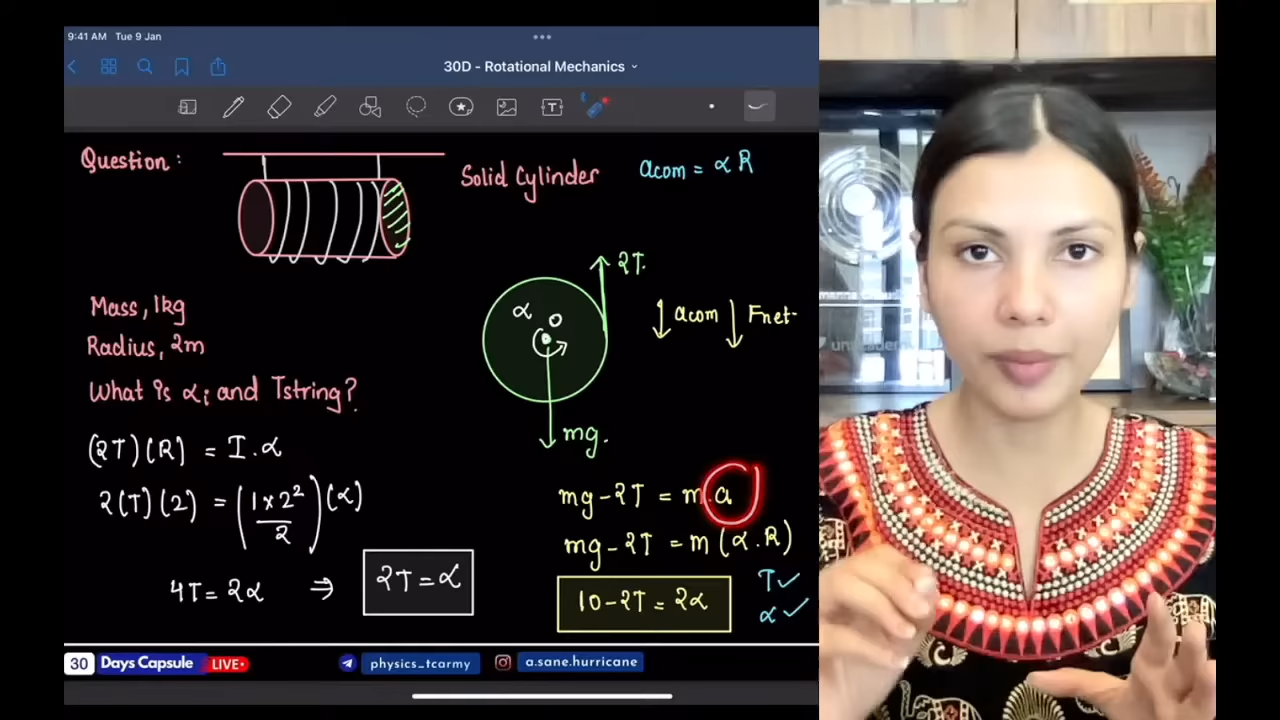 9:41 AM Tue 9 Jan
30D - Rotational Mechanics
Question :
Solid Cylinder
acom = αR
2T.
α
O
acom
Fnet
mg.
Mass, 1kg
Radius, 2m
What is α; and Tstring?
(2T)(R) = I.α
2(T)(2) = (1×2²/2)(α)
4T = 2α ⇒ 2T = α
mg-2T = m.a
mg-2T = m(α.R)
10-2T = 2α
T✓
α✓
30 Days Capsule LIVE
physics_tcarmy
a.sane.hurricane